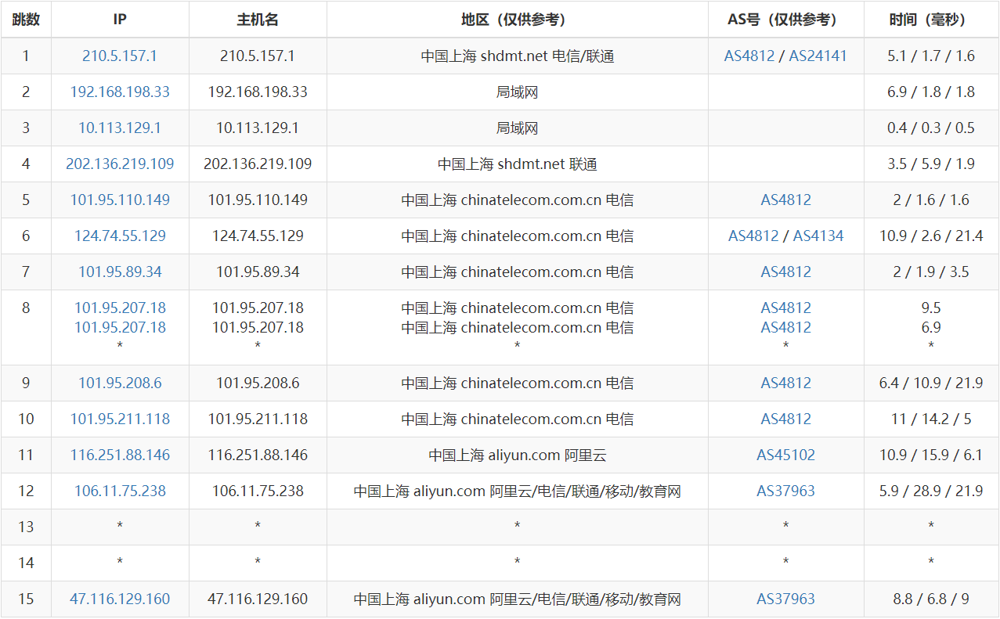 跳数 IP 主机名 地区（仅供参考） AS号（仅供参考） 时间（毫秒）
1 210.5.157.1 210.5.157.1 中国上海 shdmt.net 电信/联通 AS4812 / AS24141 5.1 / 1.7 / 1.6
2 192.168.198.33 192.168.198.33 局域网 6.9 / 1.8 / 1.8
3 10.113.129.1 10.113.129.1 局域网 0.4 / 0.3 / 0.5
4 202.136.219.109 202.136.219.109 中国上海 shdmt.net 联通 3.5 / 5.9 / 1.9
5 101.95.110.149 101.95.110.149 中国上海 chinatelecom.com.cn 电信 AS4812 2 / 1.6 / 1.6
6 124.74.55.129 124.74.55.129 中国上海 chinatelecom.com.cn 电信 AS4812 / AS4134 10.9 / 2.6 / 21.4
7 101.95.89.34 101.95.89.34 中国上海 chinatelecom.com.cn 电信 AS4812 2 / 1.9 / 3.5
8 101.95.207.18 101.95.207.18 中国上海 chinatelecom.com.cn 电信 AS4812 9.5
101.95.207.18 101.95.207.18 中国上海 chinatelecom.com.cn 电信 AS4812 6.9
* * * * *
9 101.95.208.6 101.95.208.6 中国上海 chinatelecom.com.cn 电信 AS4812 6.4 / 10.9 / 21.9
10 101.95.211.118 101.95.211.118 中国上海 chinatelecom.com.cn 电信 AS4812 11 / 14.2 / 5
11 116.251.88.146 116.251.88.146 中国上海 aliyun.com 阿里云 AS45102 10.9 / 15.9 / 6.1
12 106.11.75.238 106.11.75.238 中国上海 aliyun.com 阿里云/电信/联通/移动/教育网 AS37963 5.9 / 28.9 / 21.9
13 * * * * *
14 * * * * *
15 47.116.129.160 47.116.129.160 中国上海 aliyun.com 阿里云/电信/联通/移动/教育网 AS37963 8.8 / 6.8 / 9